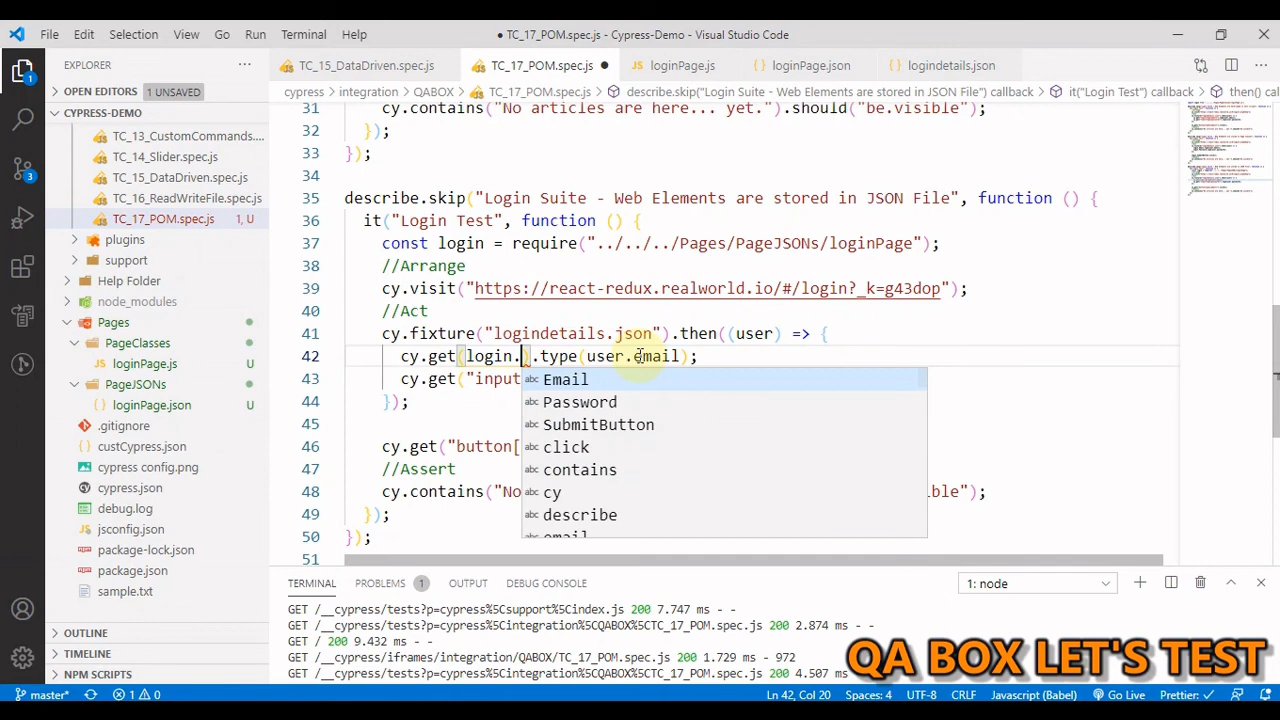 File Edit Selection View Go Run Terminal Help
● TC_17_POM.spec.js - Cypress-Demo - Visual Studio Code
EXPLORER ···
TC_15_DataDriven.spec.js TC_17_POM.spec.js ● loginPage.js loginPage.json logindetails.json
OPEN EDITORS 1 UNSAVED
cypress > integration > QABOX > TC_17_POM.spec.js > describe.skip("Login Suite - Web Elements are stored in JSON File") callback > it("Login Test") callback > then() callback
CYPRESS-DEMO
TC_13_CustomCommands....
TC_14_Slider.spec.js
TC_15_DataDriven.spec.js
TC_16_ReadWriteFile.spec.js
TC_17_POM.spec.js 1, U
plugins
support
Help Folder
node_modules
Pages
PageClasses
loginPage.js U
PageJSONs
loginPage.json U
.gitignore
custCypress.json
cypress config.png
cypress.json
debug.log
jsconfig.json
package-lock.json
package.json
sample.txt
OUTLINE
TIMELINE
NPM SCRIPTS
31 cy.contains("No articles are here... yet.").should("be.visible");
32 });
33 });
34
35 describe.skip("Login Suite - Web Elements are stored in JSON File", function () {
36 it("Login Test", function () {
37 const login = require("../../../Pages/PageJSONs/loginPage");
38 //Arrange
39 cy.visit("https://react-redux.realworld.io/#/login?_k=g43dop");
40 //Act
41 cy.fixture("logindetails.json").then((user) => {
42 cy.get(login.).type(user.email);
43 cy.get("input
44 });
45
46 cy.get("button[
47 //Assert
48 cy.contains("No ible");
49 });
50 });
51
abc Email
abc Password
abc SubmitButton
abc click
abc contains
abc cy
abc describe
abc email
TERMINAL PROBLEMS 1 OUTPUT DEBUG CONSOLE 1: node
GET /__cypress/tests?p=cypress%5Csupport%5Cindex.js 200 7.747 ms - -
GET /__cypress/tests?p=cypress%5Cintegration%5CQABOX%5CTC_17_POM.spec.js 200 2.874 ms - -
GET / 200 9.432 ms - -
GET /__cypress/iframes/integration/QABOX/TC_17_POM.spec.js 200 1.729 ms - 972
GET /__cypress/tests?p=cypress%5Cintegration%5CQABOX%5CTC_17_POM.spec.js 200 4.507 ms
QA BOX LET'S TEST
master* 1 0 Ln 42, Col 20 Spaces: 4 UTF-8 CRLF Javascript (Babel) Go Live Prettier: ✓